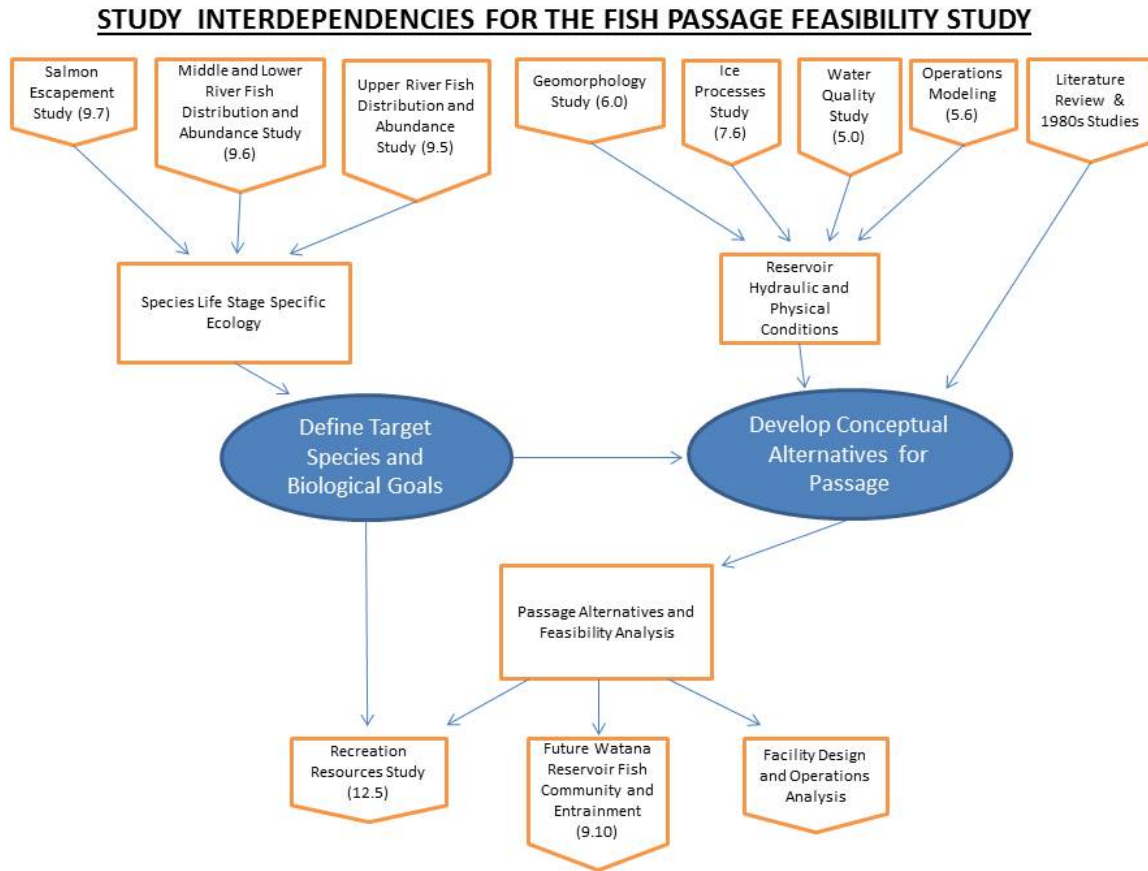 STUDY INTERDEPENDENCIES FOR THE FISH PASSAGE FEASIBILITY STUDY
Salmon
Escapement
Study (9.7)
Middle and Lower
River Fish
Distribution and
Abundance Study
(9.6)
Upper River Fish
Distribution and
Abundance
Study (9.5)
Geomorphology
Study (6.0)
Ice
Processes
Study
(7.6)
Water
Quality
Study
(5.0)
Operations
Modeling
(5.6)
Literature
Review &
1980s Studies
Species Life Stage Specific
Ecology
Reservoir
Hydraulic and
Physical
Conditions
Define Target
Species and
Biological Goals
Develop Conceptual
Alternatives for
Passage
Passage Alternatives and
Feasibility Analysis
Recreation
Resources Study
(12.5)
Future Watana
Reservoir Fish
Community and
Entrainment
(9.10)
Facility Design
and Operations
Analysis